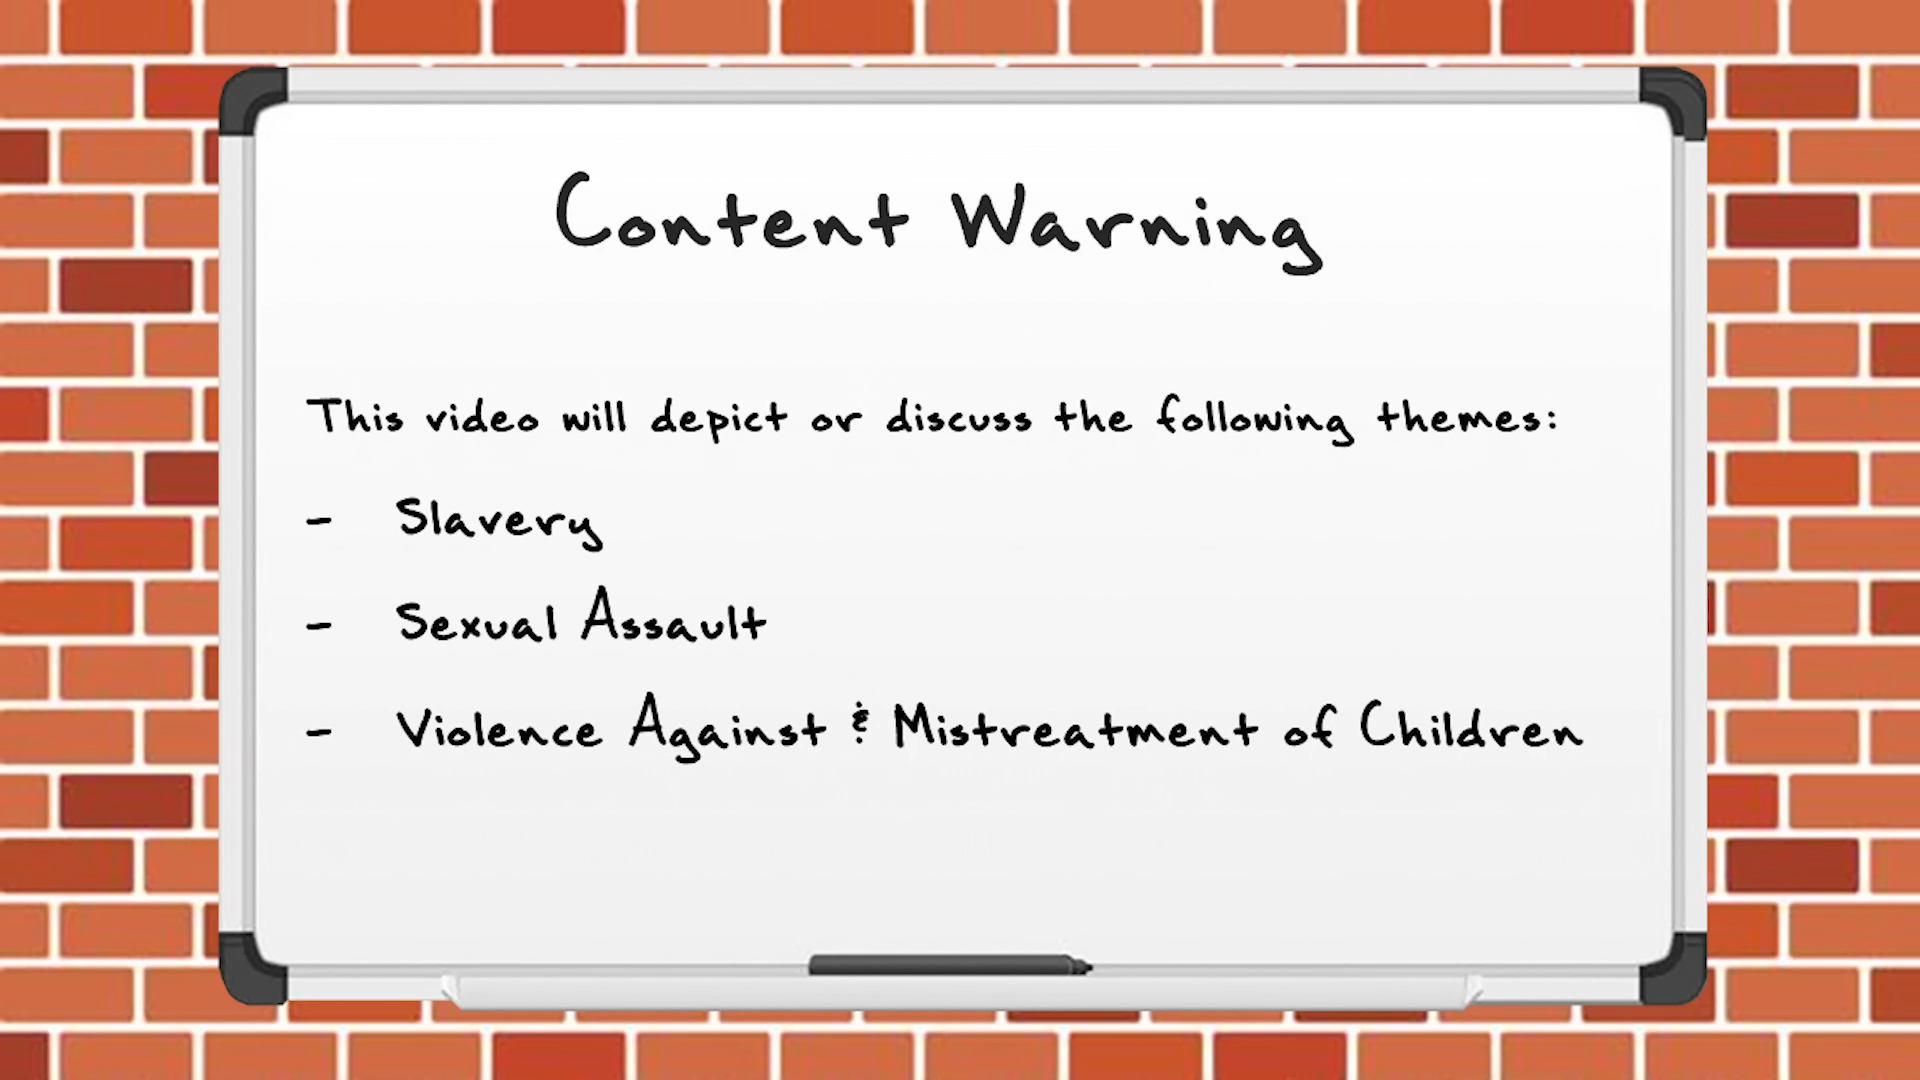 Content Warning
This video will depict or discuss the following themes:
- Slavery
- Sexual Assault
- Violence Against & Mistreatment of Children